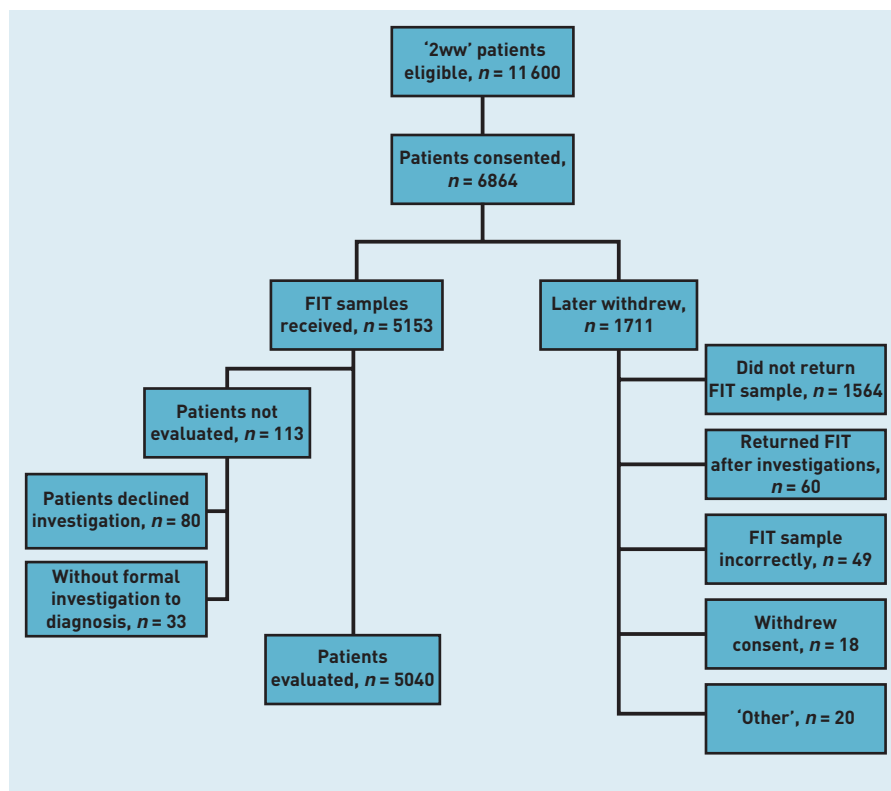 ‘2ww’ patients
eligible, n = 11 600
Patients consented,
n = 6864
FIT samples
received, n = 5153
Later withdrew,
n = 1711
Patients not
evaluated, n = 113
Patients declined
investigation, n = 80
Without formal
investigation to
diagnosis, n = 33
Patients
evaluated, n = 5040
Did not return
FIT sample, n = 1564
Returned FIT
after investigations,
n = 60
FIT sample
incorrectly, n = 49
Withdrew
consent, n = 18
‘Other’, n = 20